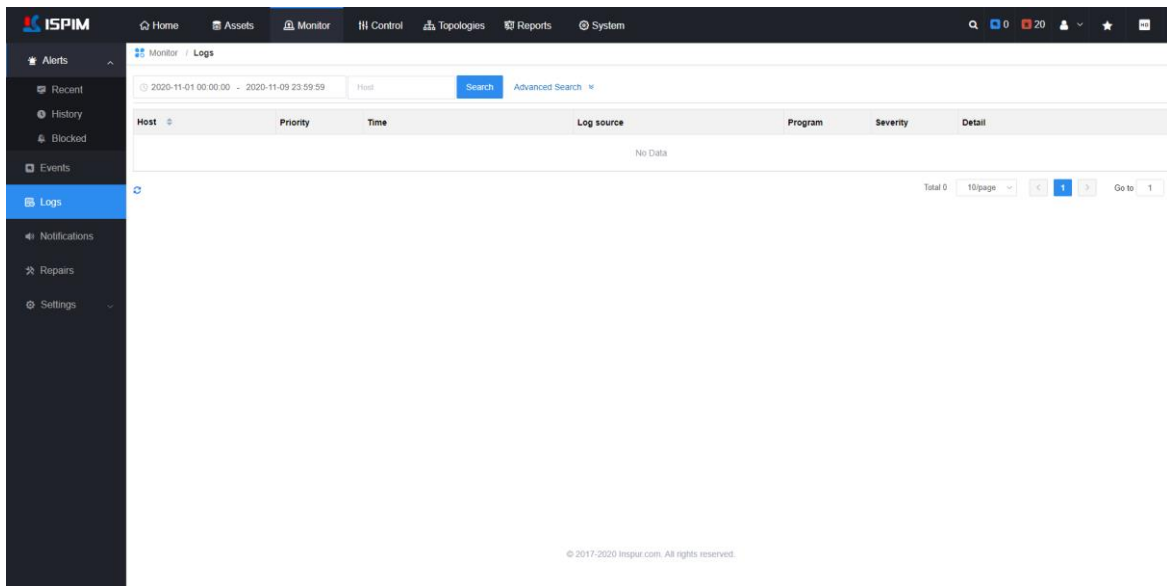 ISPIM Home Assets Monitor Control Topologies Reports System 0 20
Alerts
Recent
History
Blocked
Events
Logs
Notifications
Repairs
Settings
Monitor / Logs
2020-11-01 00:00:00 - 2020-11-09 23:59:59 Host Search Advanced Search
Host Priority Time Log source Program Severity Detail
No Data
Total 0 10/page 1 Go to 1
© 2017-2020 Inspur.com. All rights reserved.